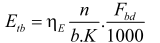 E_tb = η_E n/(b.K) . F_bd/1000